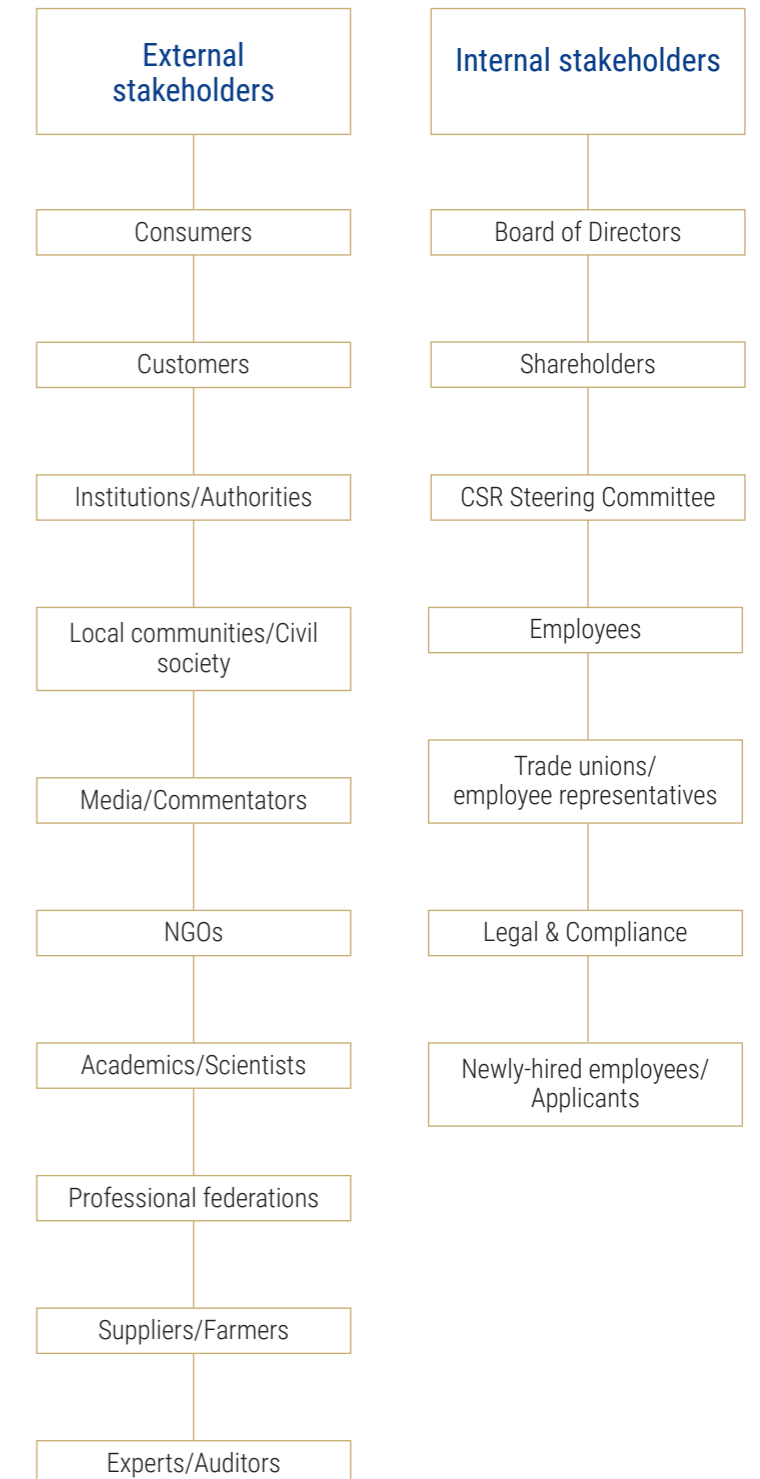 External
stakeholders
Consumers
Customers
Institutions/Authorities
Local communities/Civil
society
Media/Commentators
NGOs
Academics/Scientists
Professional federations
Suppliers/Farmers
Experts/Auditors
Internal stakeholders
Board of Directors
Shareholders
CSR Steering Committee
Employees
Trade unions/
employee representatives
Legal & Compliance
Newly-hired employees/
Applicants